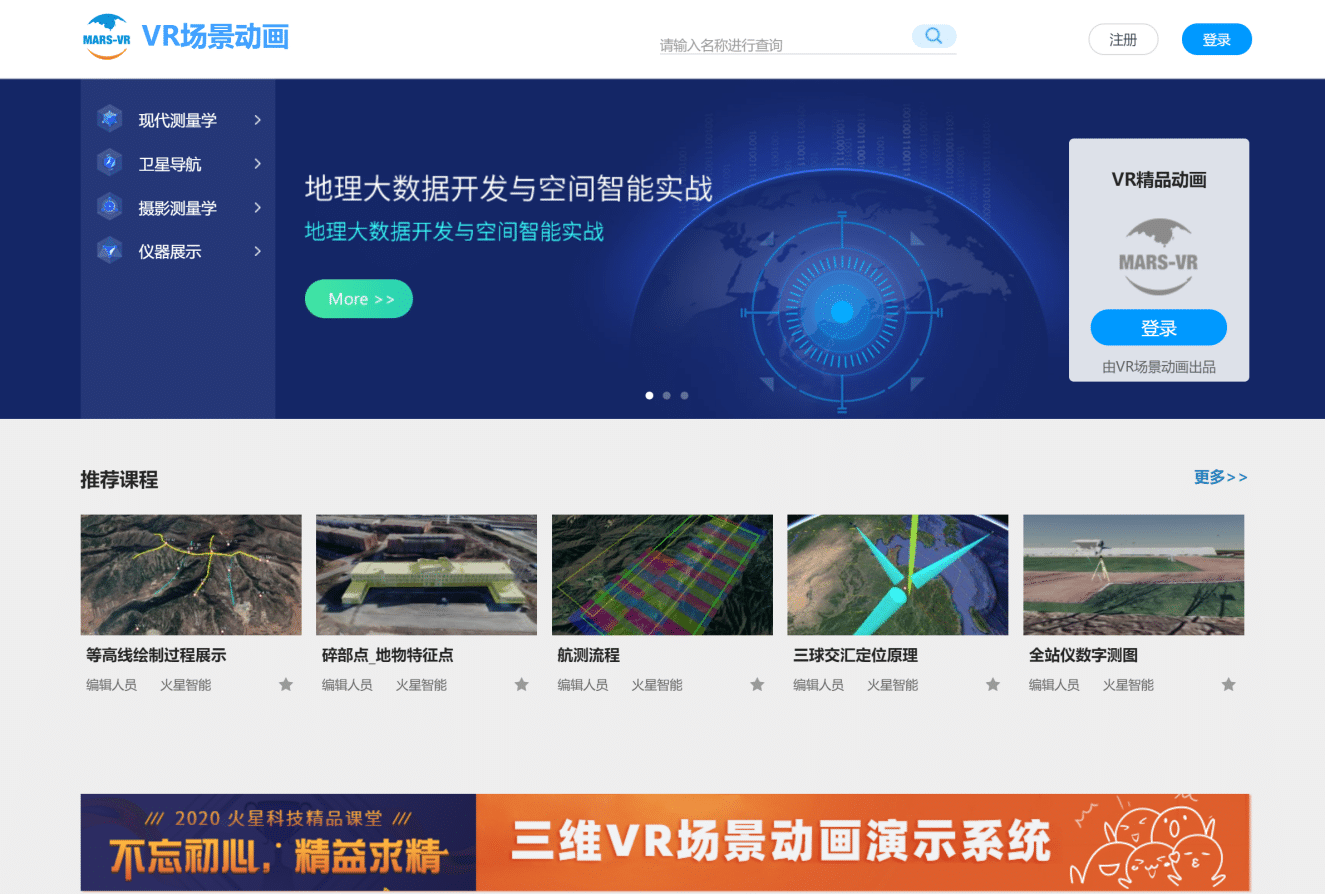 MARS-VR
VR场景动画
请输入名称进行查询
注册
登录
现代测量学
卫星导航
摄影测量学
仪器展示
地理大数据开发与空间智能实战
地理大数据开发与空间智能实战
More >>
VR精品动画
MARS-VR
登录
由VR场景动画出品
推荐课程
更多>>
等高线绘制过程展示
编辑人员 火星智能
碎部点_地物特征点
编辑人员 火星智能
航测流程
编辑人员 火星智能
三球交汇定位原理
编辑人员 火星智能
全站仪数字测图
编辑人员 火星智能
/// 2020 火星科技精品课堂 ///
不忘初心，精益求精
三维VR场景动画演示系统